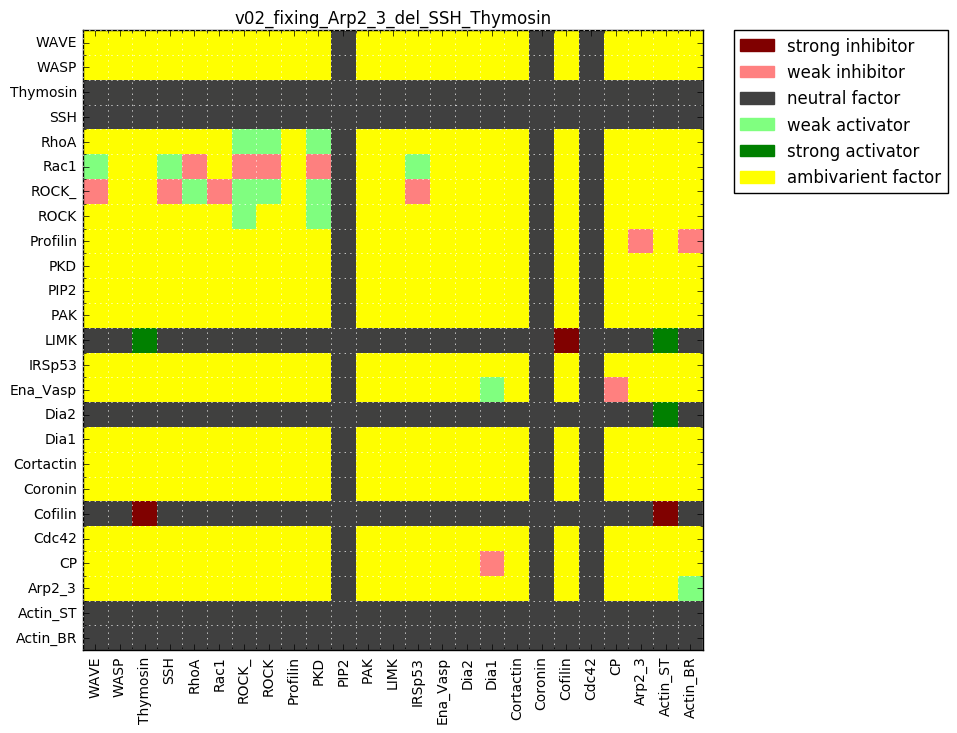 v02_fixing_Arp2_3_del_SSH_Thymosin
WAVE
WASP
Thymosin
SSH
RhoA
Rac1
ROCK_
ROCK
Profilin
PKD
PIP2
PAK
LIMK
IRSp53
Ena_Vasp
Dia2
Dia1
Cortactin
Coronin
Cofilin
Cdc42
CP
Arp2_3
Actin_ST
Actin_BR
WAVE
WASP
Thymosin
SSH
RhoA
Rac1
ROCK_
ROCK
Profilin
PKD
PIP2
PAK
LIMK
IRSp53
Ena_Vasp
Dia2
Dia1
Cortactin
Coronin
Cofilin
Cdc42
CP
Arp2_3
Actin_ST
Actin_BR
strong inhibitor
weak inhibitor
neutral factor
weak activator
strong activator
ambivarient factor